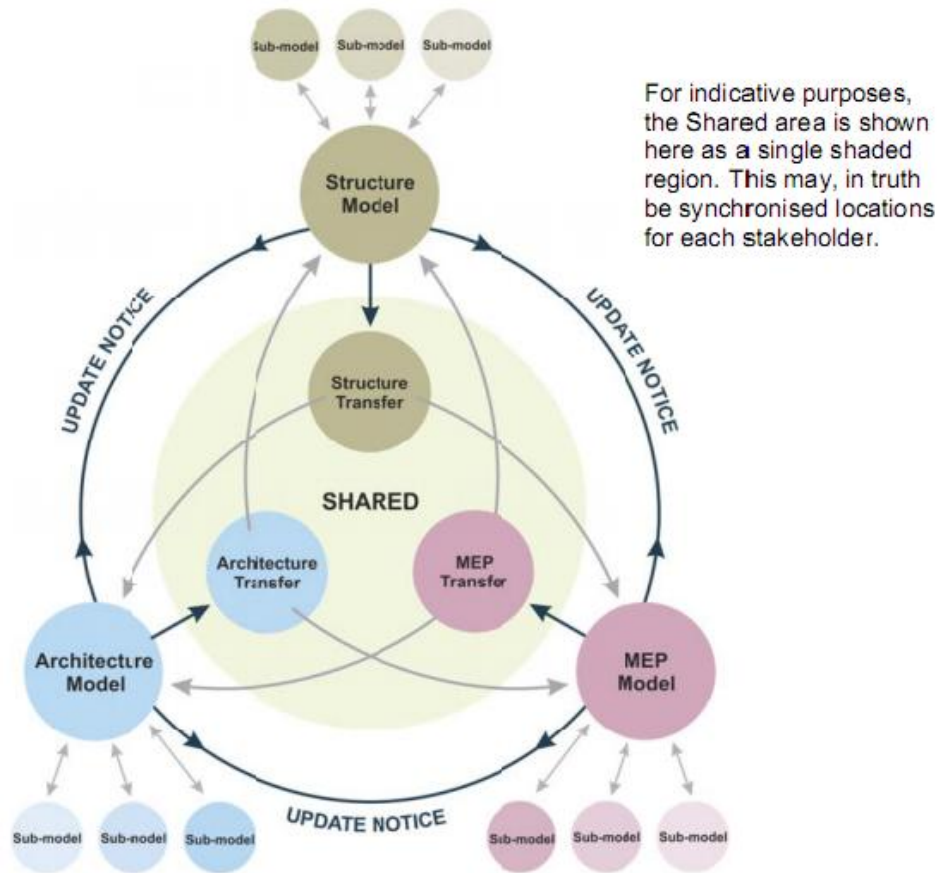 Sub-model Sub-model Sub-model
For indicative purposes,
the Shared area is shown
here as a single shaded
region. This may, in truth
be synchronised locations
for each stakeholder.
Structure
Model
UPDATE NOTICE
UPDATE NOTICE
Structure
Transfer
SHARED
Architecture
Transfer
MEP
Transfer
Architecture
Model
MEP
Model
UPDATE NOTICE
Sub-model Sub-model Sub-model
Sub-model Sub-model Sub-model